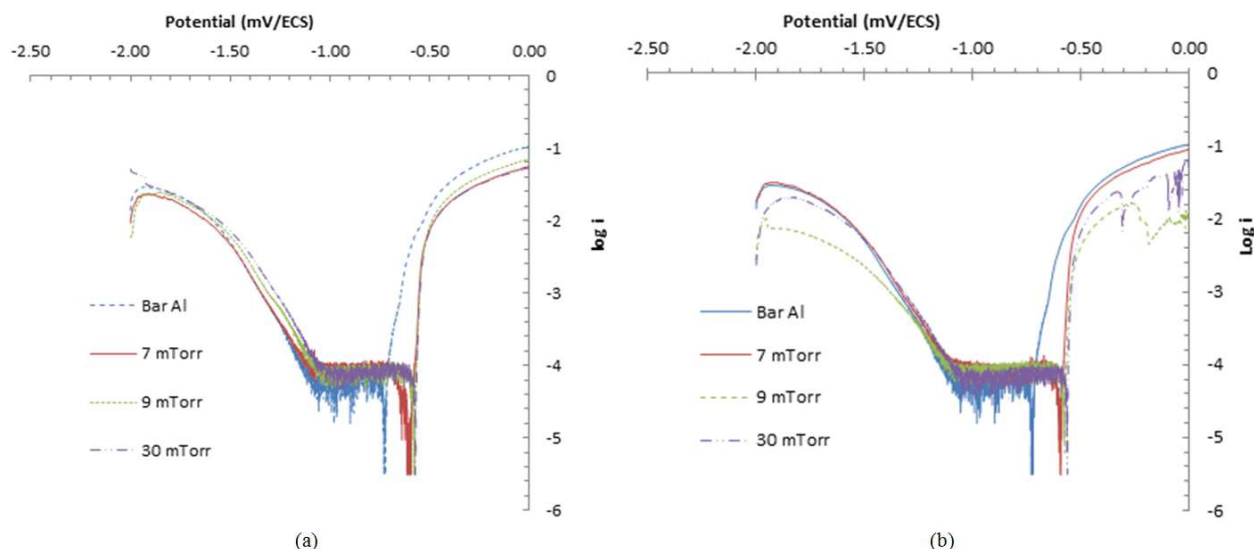 Potential (mV/ECS)
-2.50 -2.00 -1.50 -1.00 -0.50 0.00
0
-1
-2
-3
-4
-5
-6
log i
Bar Al
7 mTorr
9 mTorr
30 mTorr
(a)
Potential (mV/ECS)
-2.50 -2.00 -1.50 -1.00 -0.50 0.00
0
-1
-2
-3
-4
-5
-6
Log i
Bar Al
7 mTorr
9 mTorr
30 mTorr
(b)